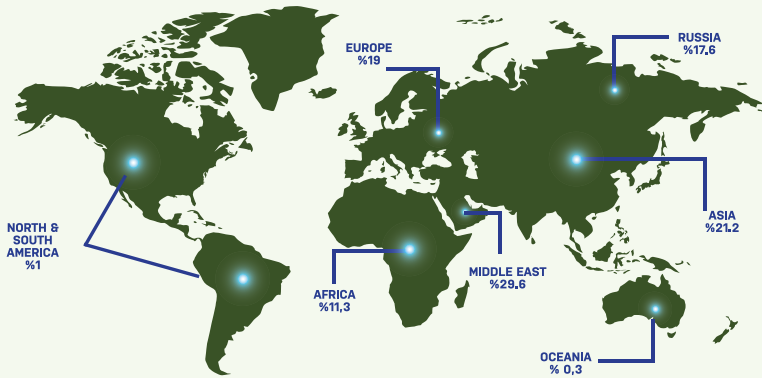 EUROPE
%19
RUSSIA
%17.6
NORTH &
SOUTH
AMERICA
%1
AFRICA
%11,3
MIDDLE EAST
%29.6
ASIA
%21.2
OCEANIA
% 0,3